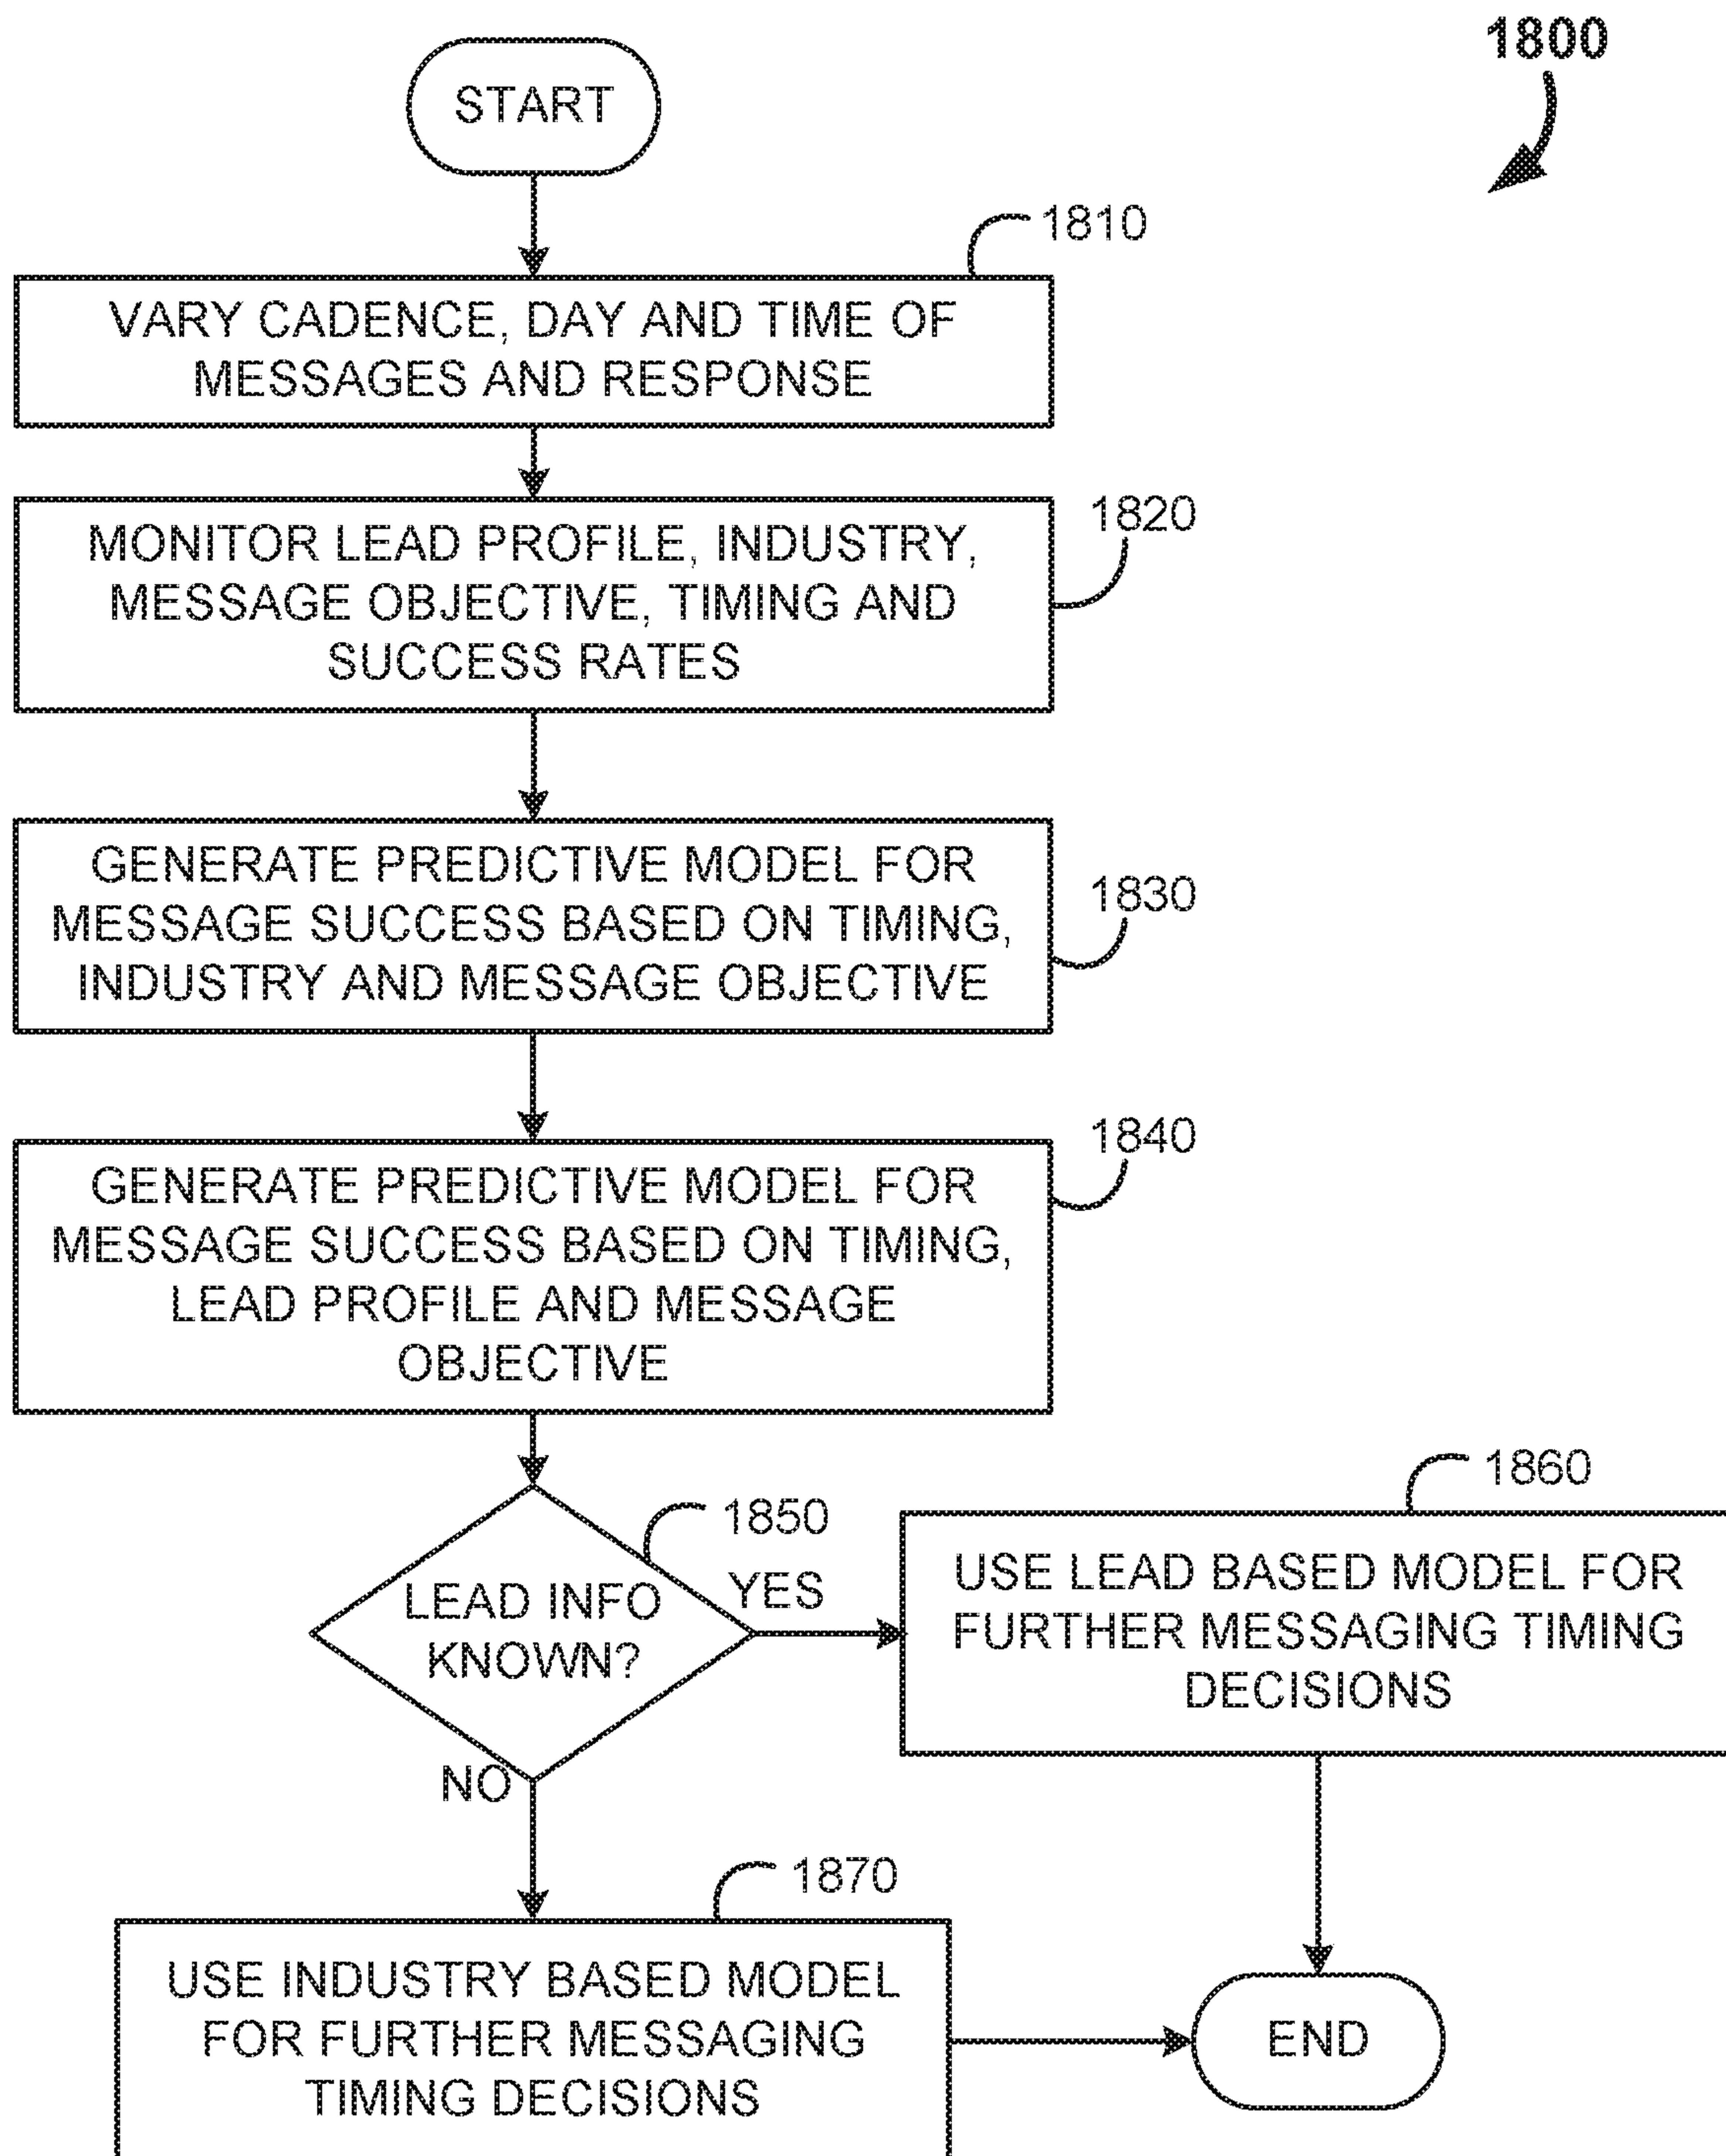 1800
START
1810
VARY CADENCE, DAY AND TIME OF
MESSAGES AND RESPONSE
1820
MONITOR LEAD PROFILE, INDUSTRY,
MESSAGE OBJECTIVE, TIMING AND
SUCCESS RATES
1830
GENERATE PREDICTIVE MODEL FOR
MESSAGE SUCCESS BASED ON TIMING,
INDUSTRY AND MESSAGE OBJECTIVE
1840
GENERATE PREDICTIVE MODEL FOR
MESSAGE SUCCESS BASED ON TIMING,
LEAD PROFILE AND MESSAGE
OBJECTIVE
1850
LEAD INFO
KNOWN?
YES
1860
USE LEAD BASED MODEL FOR
FURTHER MESSAGING TIMING
DECISIONS
NO
1870
USE INDUSTRY BASED MODEL
FOR FURTHER MESSAGING
TIMING DECISIONS
END